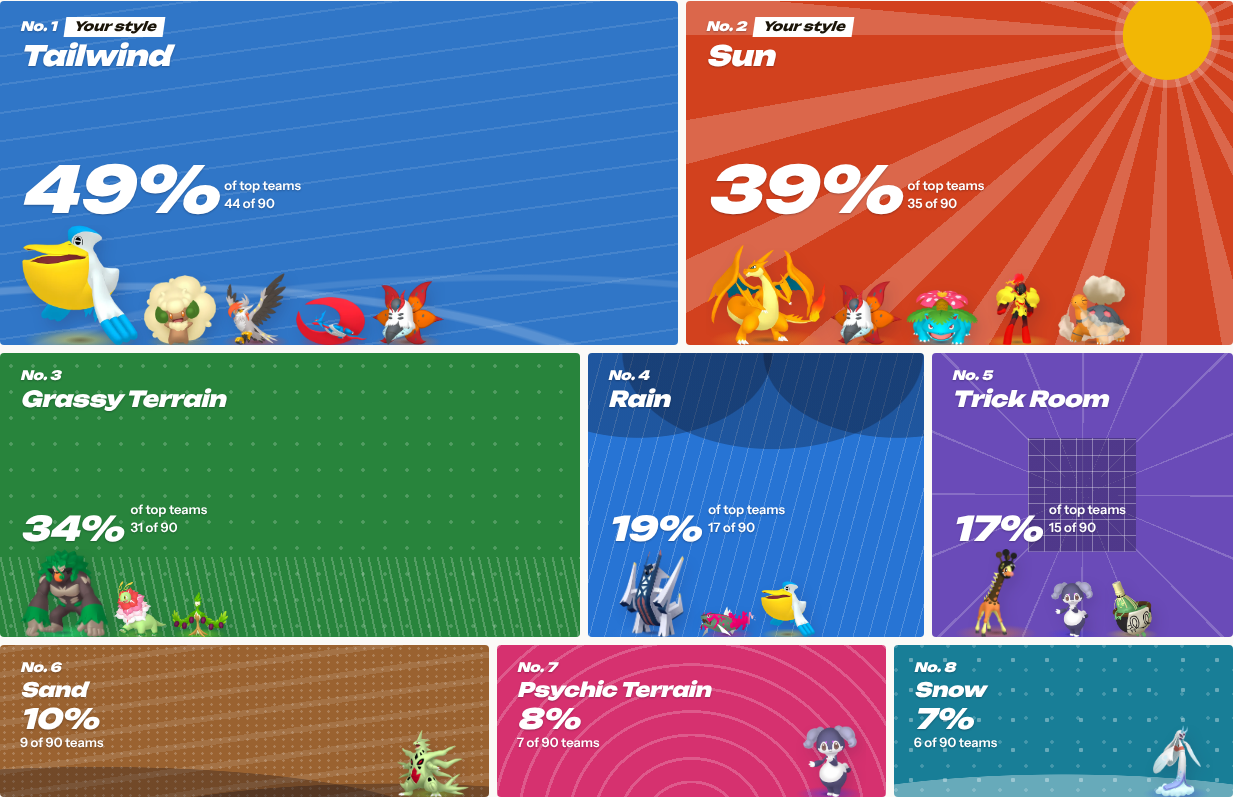 No. 1 Your style
Tailwind
49%
of top teams
44 of 90
No. 2 Your style
Sun
39%
of top teams
35 of 90
No. 3
Grassy Terrain
34%
of top teams
31 of 90
No. 4
Rain
19%
of top teams
17 of 90
No. 5
Trick Room
17%
of top teams
15 of 90
No. 6
Sand
10%
9 of 90 teams
No. 7
Psychic Terrain
8%
7 of 90 teams
No. 8
Snow
7%
6 of 90 teams